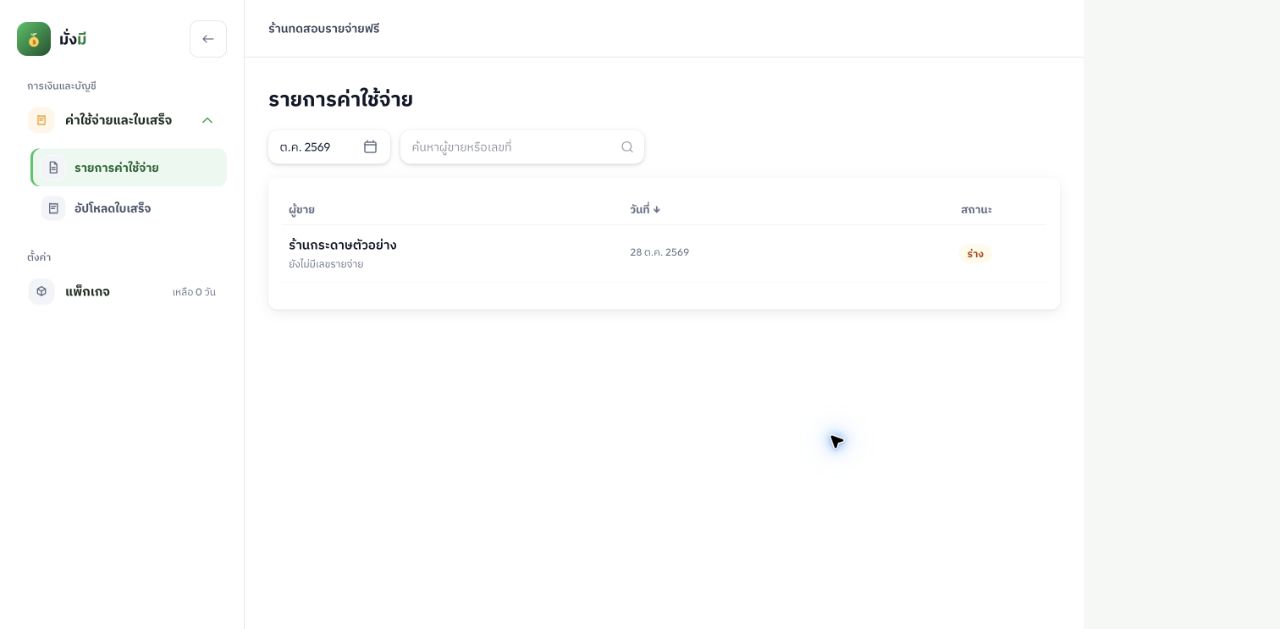 มั่งมี
การเงินและบัญชี
ค่าใช้จ่ายและใบเสร็จ
รายการค่าใช้จ่าย
อัปโหลดใบเสร็จ
ตั้งค่า
แพ็กเกจ
เหลือ 0 วัน
ร้านทดสอบรายจ่ายฟรี
รายการค่าใช้จ่าย
ต.ค. 2569
ค้นหาผู้ขายหรือเลขที่
ผู้ขาย วันที่ ↓ สถานะ
ร้านกระดาษตัวอย่าง 28 ต.ค. 2569 ร่าง
ยังไม่มีเลขรายจ่าย